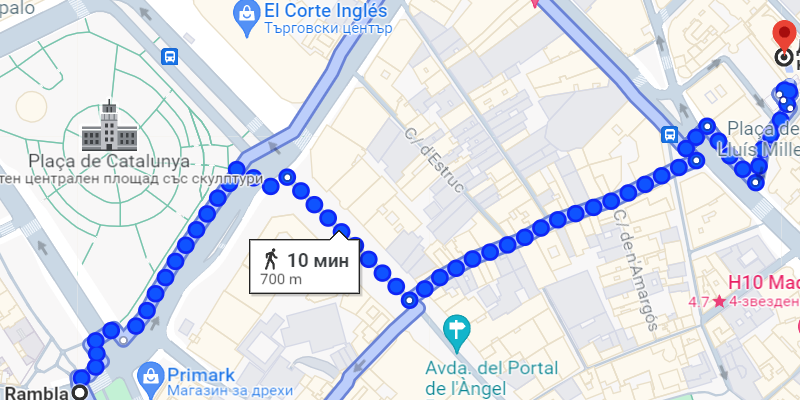 palo
El Corte Inglés
Търговски център
Plaça de Catalunya
тен централен площад със скулптури
C/ d'Estruc
Plaça de
Lluís Mille
10 мин
700 m
C/ de n'Amargós
H10 Mad
4,7 ★ 4-звезден
Avda. del Portal
de l'Àngel
Primark
Магазин за дрехи
Rambla